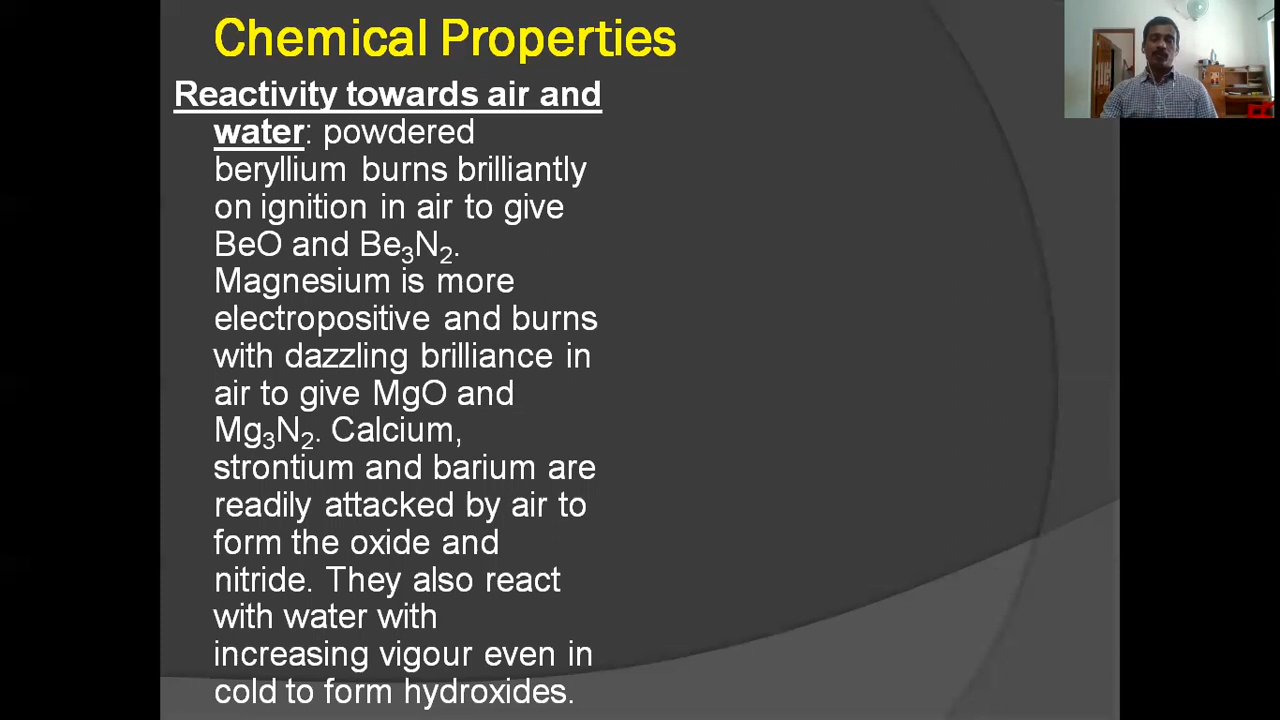 Chemical Properties
Reactivity towards air and
water: powdered
beryllium burns brilliantly
on ignition in air to give
BeO and Be₃N₂.
Magnesium is more
electropositive and burns
with dazzling brilliance in
air to give MgO and
Mg₃N₂. Calcium,
strontium and barium are
readily attacked by air to
form the oxide and
nitride. They also react
with water with
increasing vigour even in
cold to form hydroxides.